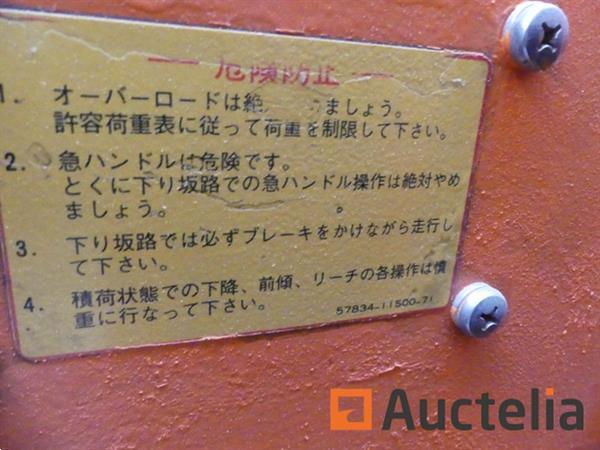 危険防止
1. オーバーロードは絶 ましょう。
許容荷重表に従って荷重を制限して下さい。
2. 急ハンドルは危険です。
とくに下り坂路での急ハンドル操作は絶対やめ
ましょう。
3. 下り坂路では必ずブレーキをかけながら走行し
て下さい。
4. 積荷状態での下降、前傾、リーチの各操作は慎
重に行なって下さい。
57834-11500-71
Auctelia